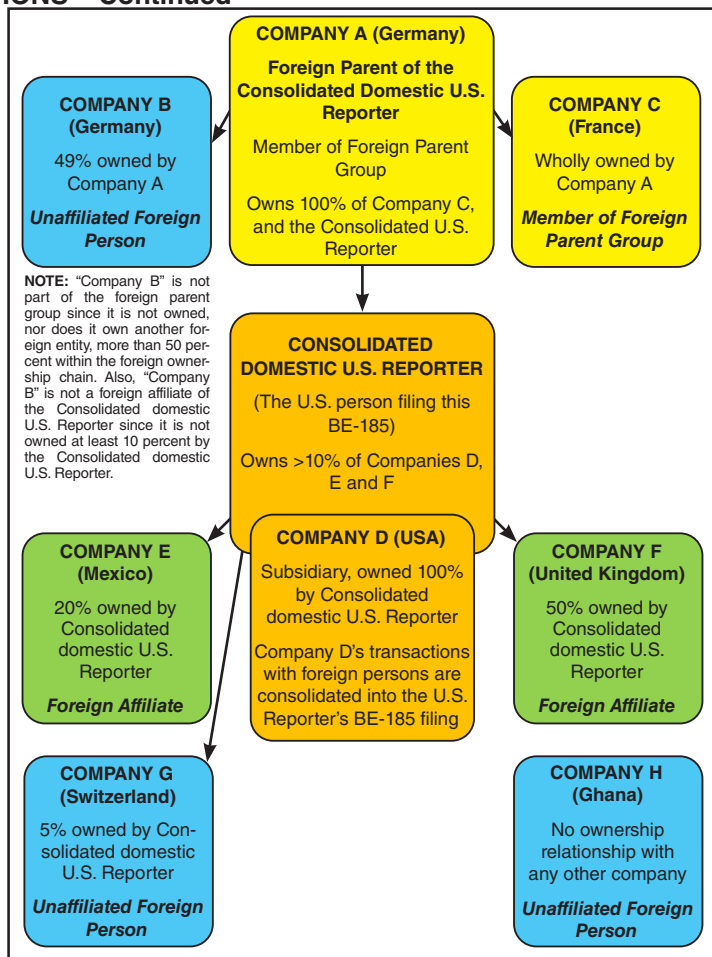 COMPANY A (Germany)
Foreign Parent of the
Consolidated Domestic U.S.
Reporter
Member of Foreign Parent
Group
Owns 100% of Company C,
and the Consolidated U.S.
Reporter
COMPANY B
(Germany)
49% owned by
Company A
Unaffiliated Foreign
Person
COMPANY C
(France)
Wholly owned by
Company A
Member of Foreign
Parent Group
NOTE: “Company B” is not
part of the foreign parent
group since it is not owned,
nor does it own another for-
eign entity, more than 50 per-
cent within the foreign owner-
ship chain. Also, “Company
B” is not a foreign affiliate of
the Consolidated domestic
U.S. Reporter since it is not
owned at least 10 percent by
the Consolidated domestic
U.S. Reporter.
CONSOLIDATED
DOMESTIC U.S. REPORTER
(The U.S. person filing this
BE-185)
Owns >10% of Companies D,
E and F
COMPANY E
(Mexico)
20% owned by
Consolidated
domestic U.S.
Reporter
Foreign Affiliate
COMPANY D (USA)
Subsidiary, owned 100%
by Consolidated
domestic U.S. Reporter
Company D’s transactions
with foreign persons are
consolidated into the U.S.
Reporter’s BE-185 filing
COMPANY F
(United Kingdom)
50% owned by
Consolidated
domestic U.S.
Reporter
Foreign Affiliate
COMPANY G
(Switzerland)
5% owned by Con-
solidated domestic
U.S. Reporter
Unaffiliated Foreign
Person
COMPANY H
(Ghana)
No ownership
relationship with
any other company
Unaffiliated Foreign
Person